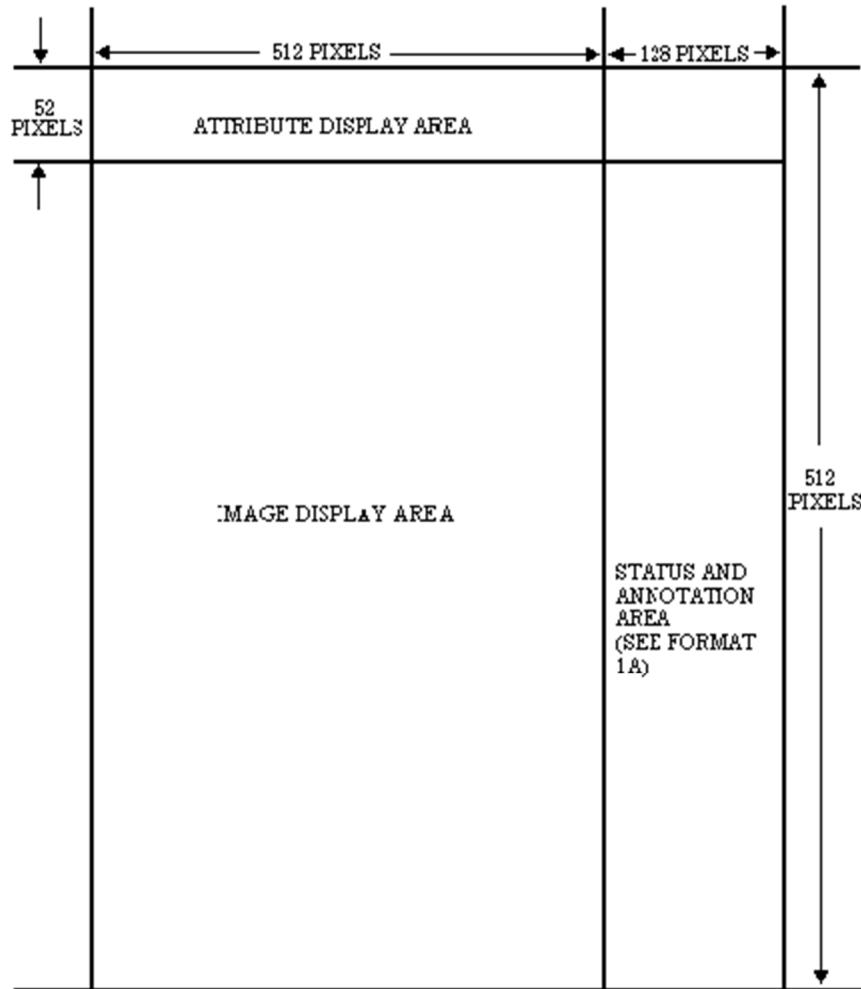 512 PIXELS
128 PIXELS
52
PIXELS
ATTRIBUTE DISPLAY AREA
IMAGE DISPLAY AREA
512
PIXELS
STATUS AND
ANNOTATION
AREA
(SEE FORMAT
1A)